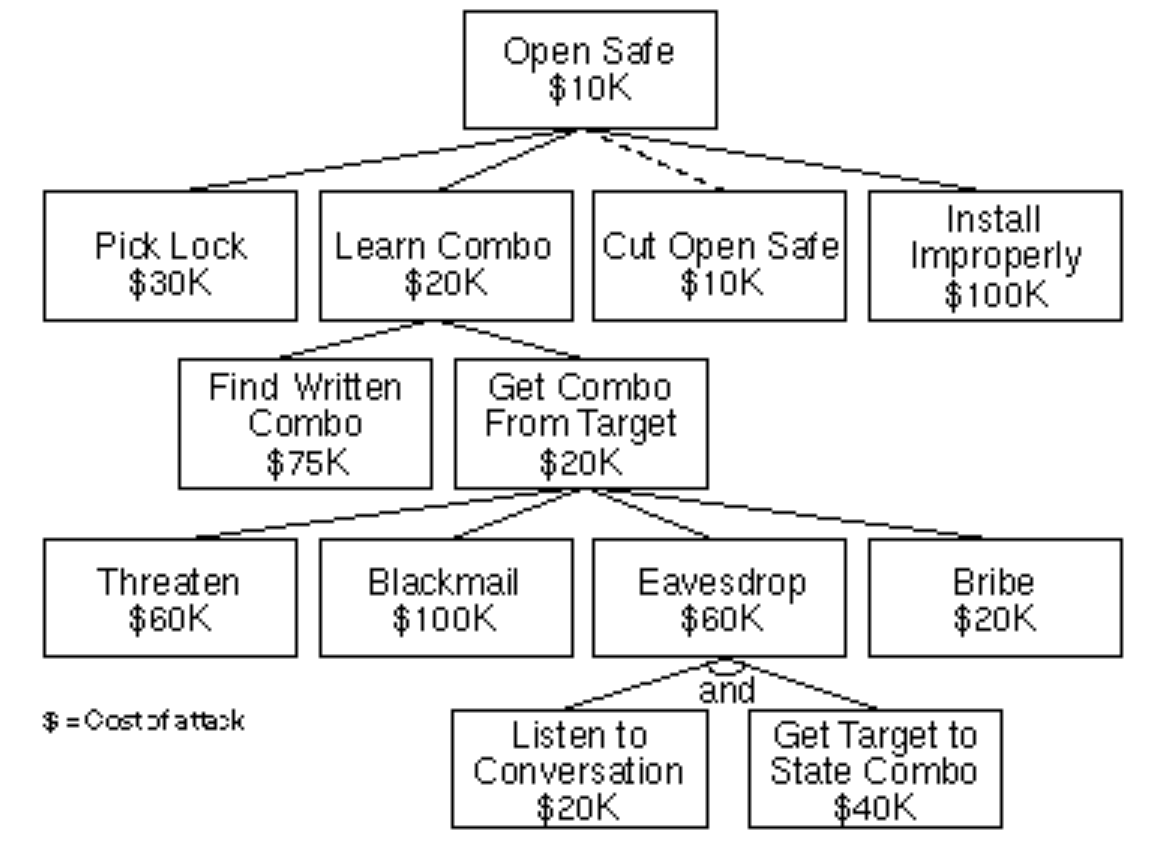 Open Safe
$10K
Pick Lock
$30K
Learn Combo
$20K
Cut Open Safe
$10K
Install
Improperly
$100K
Find Written
Combo
$75K
Get Combo
From Target
$20K
Threaten
$60K
Blackmail
$100K
Eavesdrop
$60K
Bribe
$20K
and
$ = Cost of attack
Listen to
Conversation
$20K
Get Target to
State Combo
$40K